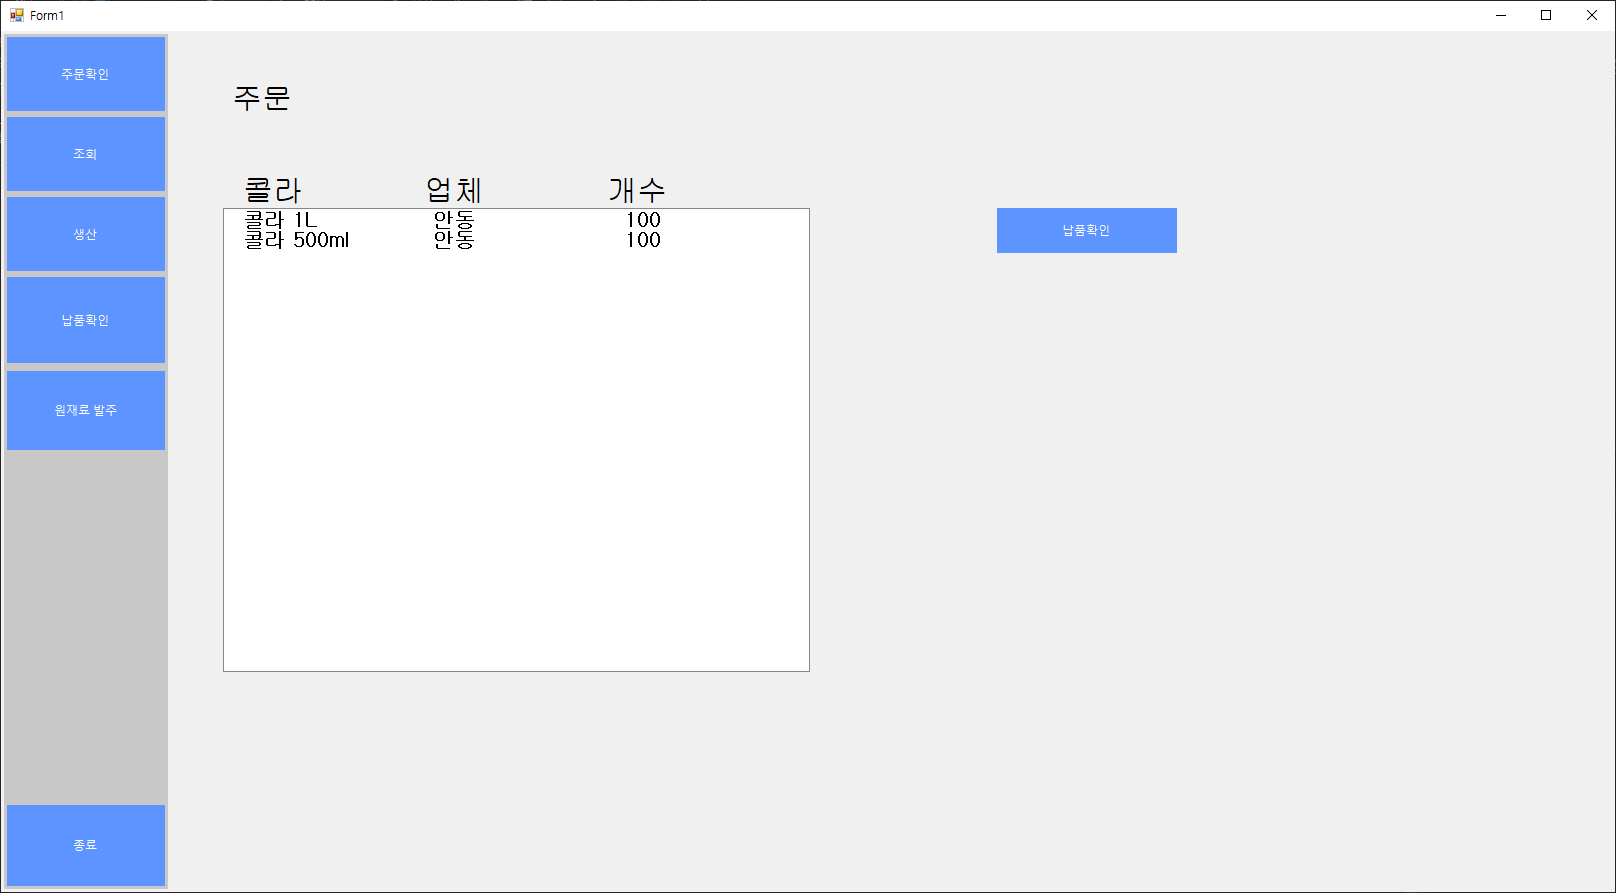 Form1
주문확인
조회
생산
납품확인
원재료 발주
종료
주문
콜라 업체 개수
콜라 1L 안동 100
콜라 500ml 안동 100
납품확인